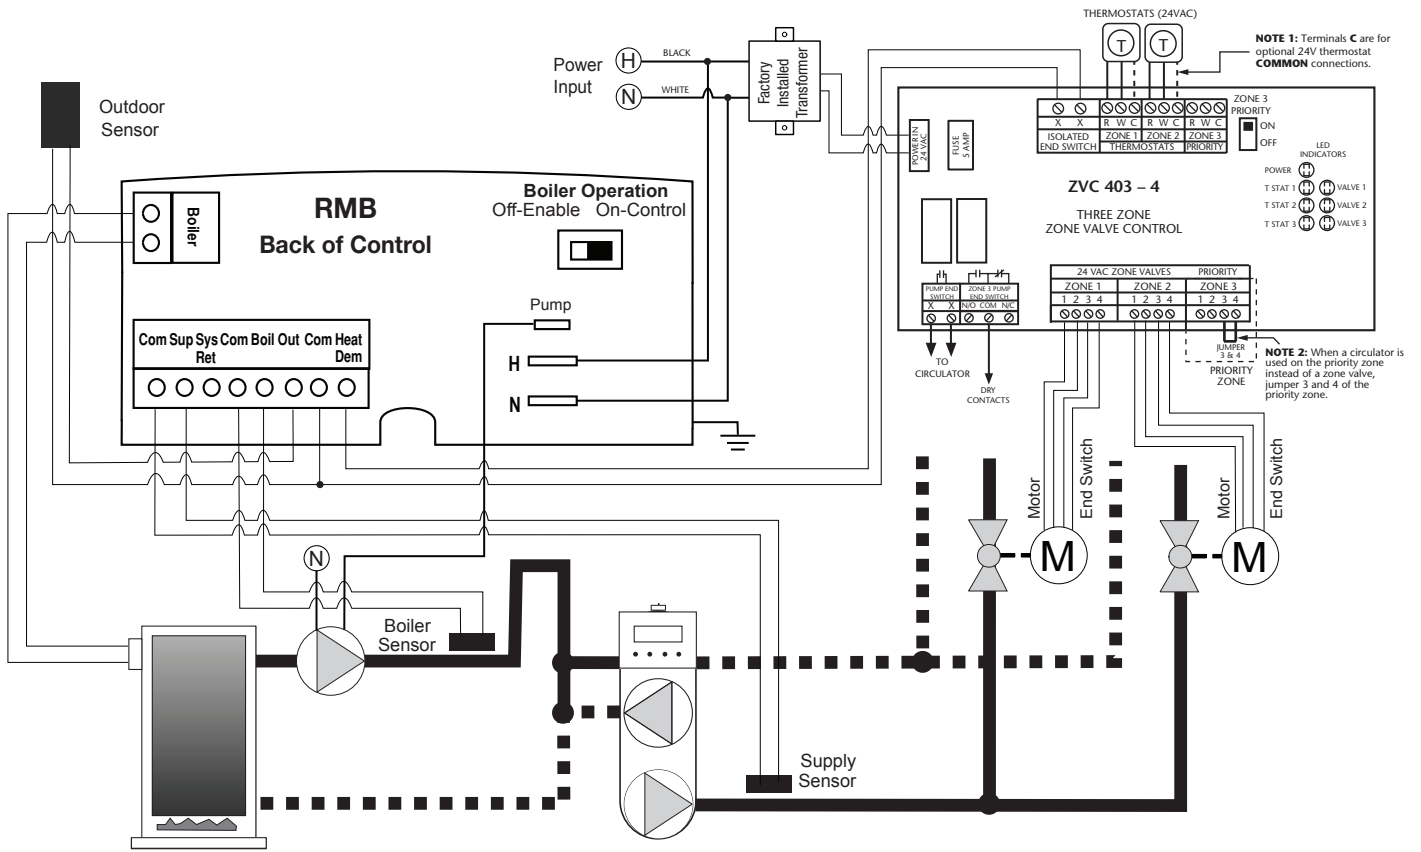 THERMOSTATS (24VAC)
T
T
NOTE 1: Terminals C are for
optional 24V thermostat
COMMON connections.
Power
Input
H
BLACK
N
WHITE
Factory
Installed
Transformer
Outdoor
Sensor
POWER IN
24 VAC
FUSE
5 AMP
X X
ISOLATED
END SWITCH
R W C R W C R W C
ZONE 1 ZONE 2 ZONE 3
THERMOSTATS PRIORITY
ZONE 3
PRIORITY
ON
OFF
LED
INDICATORS
POWER
T STAT 1 VALVE 1
T STAT 2 VALVE 2
T STAT 3 VALVE 3
ZVC 403 – 4
THREE ZONE
ZONE VALVE CONTROL
Boiler
RMB
Back of Control
Boiler Operation
Off-Enable On-Control
Pump
H
N
Com Sup Sys Com Boil Out Com Heat
Ret Dem
PUMP END
SWITCH
X X
ZONE 3 PUMP
END SWITCH
N/O COM N/C
TO
CIRCULATOR
DRY
CONTACTS
24 VAC ZONE VALVES PRIORITY
ZONE 1 ZONE 2 ZONE 3
1 2 3 4 1 2 3 4 1 2 3 4
JUMPER
3 & 4
PRIORITY
ZONE
NOTE 2: When a circulator is
used on the priority zone
instead of a zone valve,
jumper 3 and 4 of the
priority zone.
Motor
End Switch
M
Motor
End Switch
M
N
Boiler
Sensor
Supply
Sensor